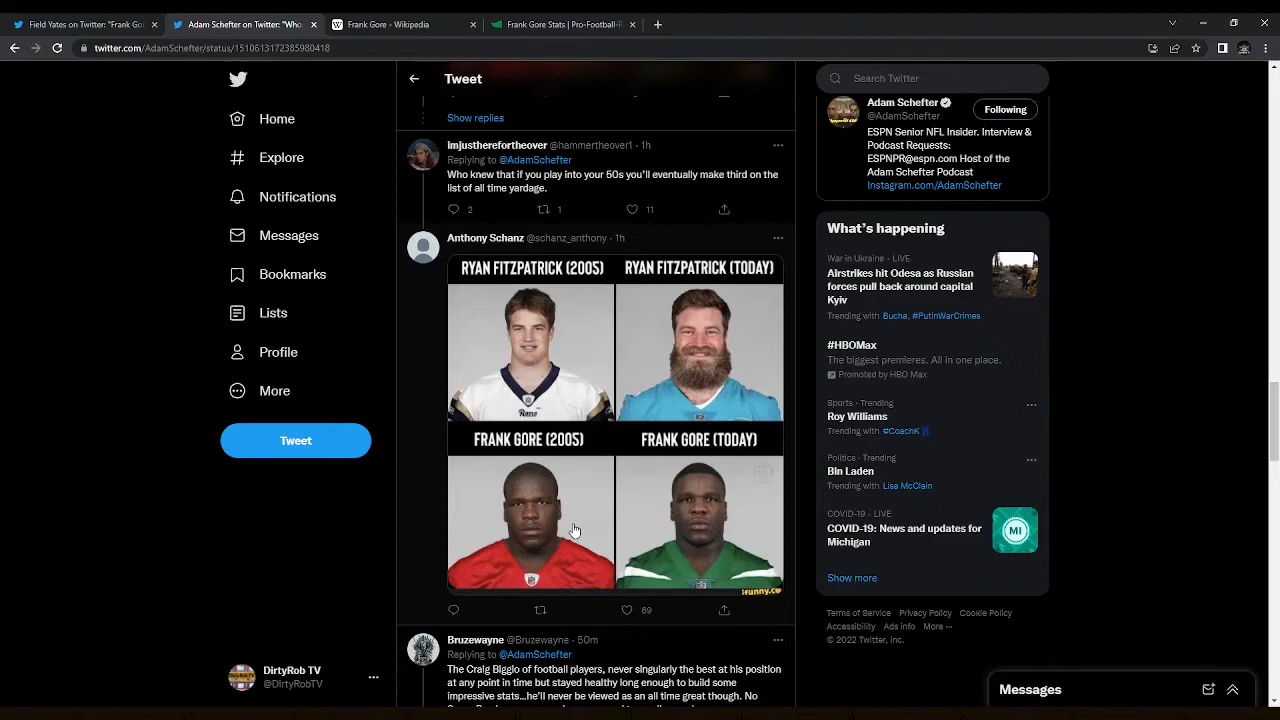 Field Yates on Twitter: "Frank Gor
Adam Schefter on Twitter: "Who
Frank Gore - Wikipedia
Frank Gore Stats | Pro-Football-R
twitter.com/AdamSchefter/status/1510613172385980418
Tweet
Search Twitter
Home
Explore
Notifications
Messages
Bookmarks
Lists
Profile
More
Tweet
DirtyRob TV
@DirtyRobTV
Show replies
imjustherefortheover @hammertheover1 · 1h
Replying to @AdamSchefter
Who knew that if you play into your 50s you'll eventually make third on the
list of all time yardage.
2 1 11
Anthony Schanz @schanz_anthony · 1h
RYAN FITZPATRICK (2005) RYAN FITZPATRICK (TODAY)
Rams
FRANK GORE (2005) FRANK GORE (TODAY)
ifunny.co
69
Bruzewayne @Bruzewayne · 50m
Replying to @AdamSchefter
The Craig Biggio of football players, never singularly the best at his position
at any point in time but stayed healthy long enough to build some
impressive stats...he'll never be viewed as an all time great though. No
Adam Schefter
@AdamSchefter
Following
ESPN Senior NFL Insider. Interview &
Podcast Requests:
ESPNPR@espn.com Host of the
Adam Schefter Podcast
Instagram.com/AdamSchefter
What's happening
War in Ukraine · LIVE
Airstrikes hit Odesa as Russian
forces pull back around capital
Kyiv
Trending with Bucha, #PutinWarCrimes
#HBOMax
The biggest premieres. All in one place.
Promoted by HBO Max
Sports · Trending
Roy Williams
Trending with #CoachK
Politics · Trending
Bin Laden
Trending with Lisa McClain
COVID-19 · LIVE
COVID-19: News and updates for
Michigan
MI
Show more
Terms of Service Privacy Policy Cookie Policy
Accessibility Ads info More ···
© 2022 Twitter, Inc.
Messages